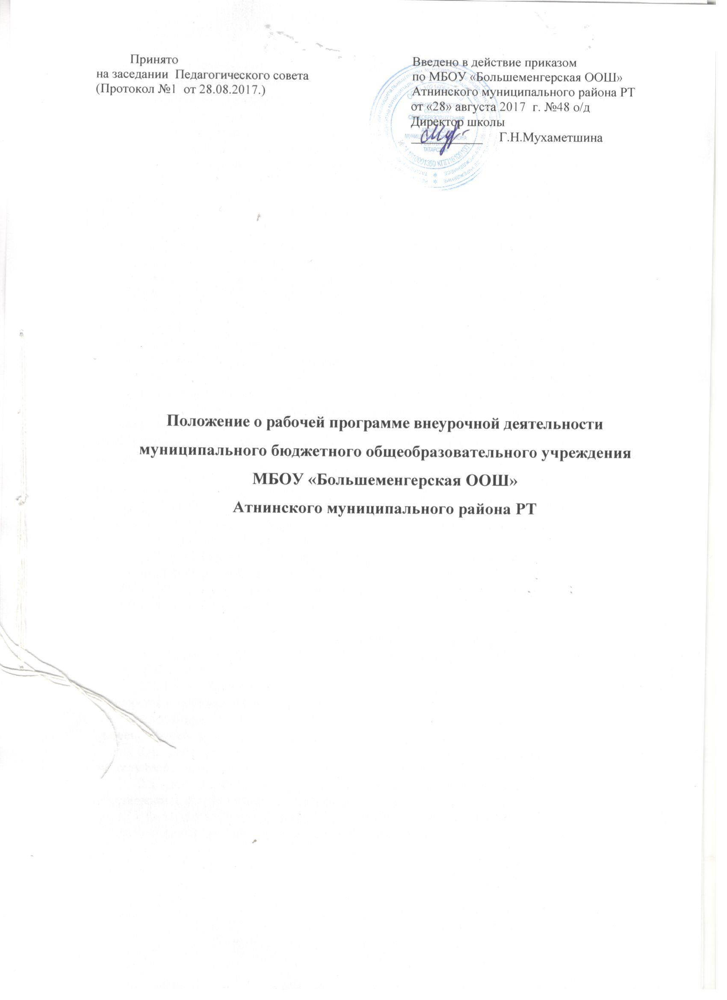 Принято
на заседании Педагогического совета
(Протокол №1 от 28.08.2017.)
Введено в действие приказом
по МБОУ «Большеменгерская ООШ»
Атнинского муниципального района РТ
от «28» августа 2017 г. №48 о/д
Директор школы
Г.Н.Мухаметшина
ОБЩЕОБРАЗОВАТЕЛЬНАЯ
ТАТАРСТАН
Положение о рабочей программе внеурочной деятельности
муниципального бюджетного общеобразовательного учреждения
МБОУ «Большеменгерская ООШ»
Атнинского муниципального района РТ